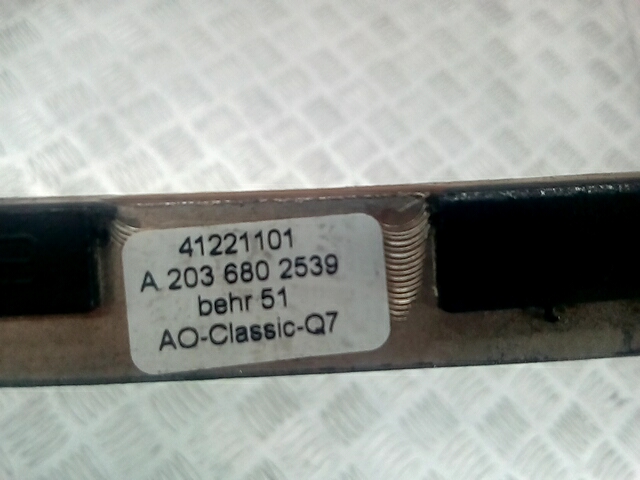 41221101
A 203 680 2539
behr 51
AO-Classic-Q7